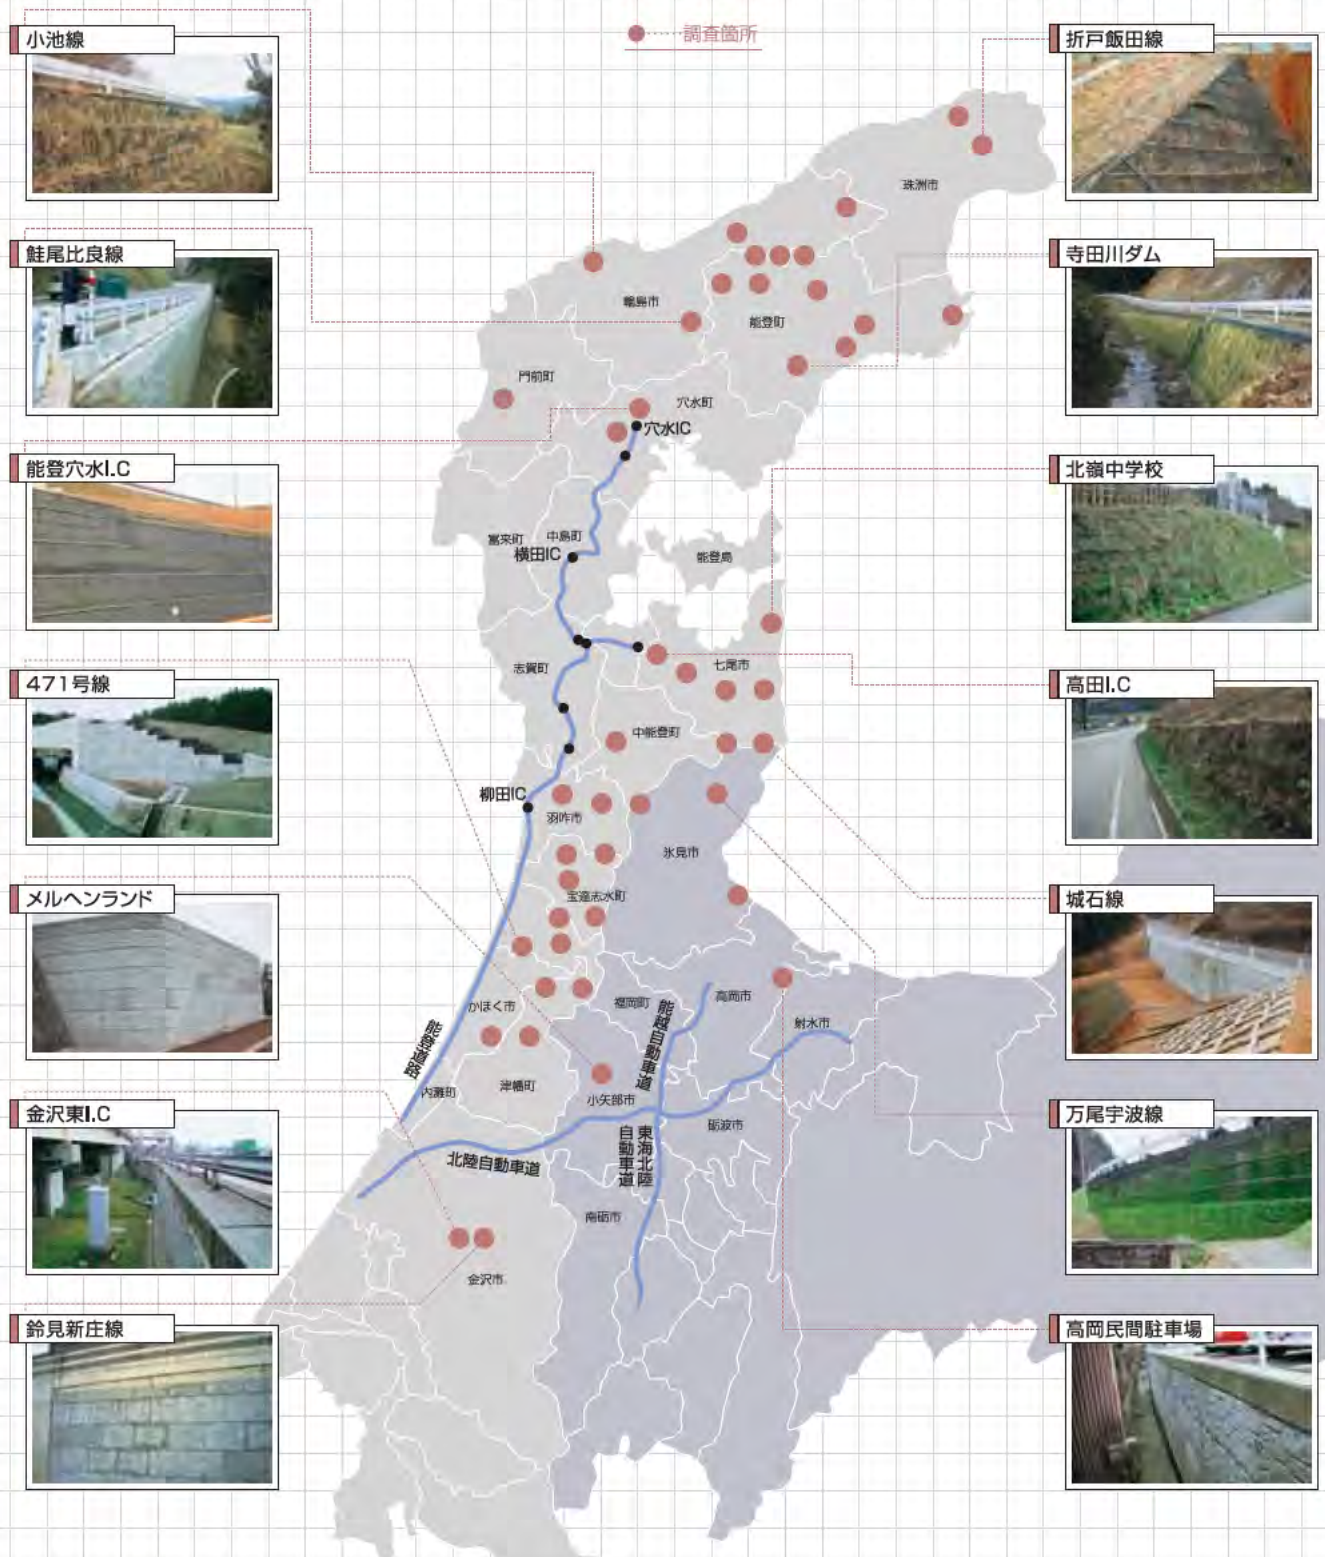 調査箇所
小池線
鮭尾比良線
能登穴水I.C
471号線
メルヘンランド
金沢東I.C
鈴見新庄線
折戸飯田線
寺田川ダム
北嶺中学校
高田I.C
城石線
万尾宇波線
高岡民間駐車場
珠洲市
輪島市
能登町
門前町
穴水町
穴水IC
富来町
中島町
横田IC
能登島
志賀町
七尾市
中能登町
柳田IC
羽咋市
氷見市
宝達志水町
かほく市
福岡町
高岡市
射水市
能登道路
能越自動車道
内灘町
津幡町
小矢部市
砺波市
北陸自動車道
東海北陸
自動車道
南砺市
金沢市